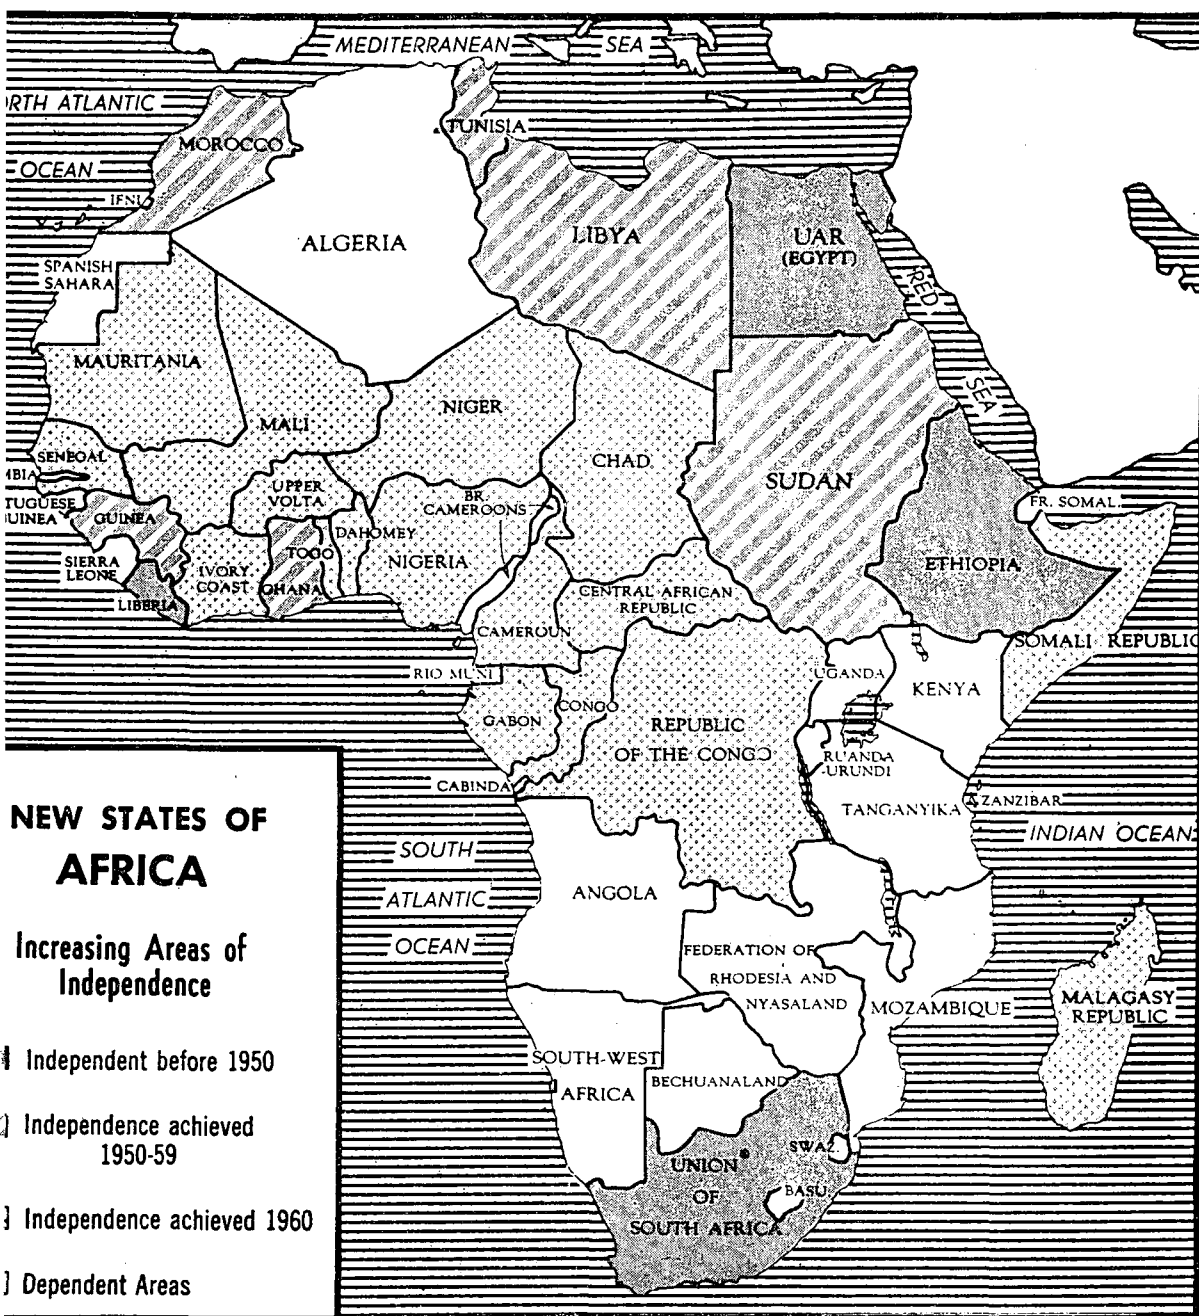 MEDITERRANEAN SEA
ORTH ATLANTIC
OCEAN
MOROCCO
TUNISIA
IFNI
ALGERIA
LIBYA
UAR
(EGYPT)
RED
SEA
SPANISH
SAHARA
MAURITANIA
MALI
NIGER
CHAD
SUDAN
SENEGAL
MBIA
TUGUESE
UINEA
GUINEA
SIERRA
LEONE
LIBERIA
IVORY
COAST
UPPER
VOLTA
GHANA
TOGO
DAHOMEY
NIGERIA
BR.
CAMEROONS
CENTRAL AFRICAN
REPUBLIC
CAMEROUN
ETHIOPIA
FR. SOMAL.
SOMALI REPUBLIC
RIO MUNI
GABON
CONGO
REPUBLIC
OF THE CONGO
UGANDA
KENYA
RUANDA
-URUNDI
CABINDA
TANGANYIKA
ZANZIBAR
INDIAN OCEAN
SOUTH
ATLANTIC
OCEAN
ANGOLA
FEDERATION OF
RHODESIA AND
NYASALAND
MOZAMBIQUE
MALAGASY
REPUBLIC
SOUTH-WEST
AFRICA
BECHUANALAND
SWAZ.
BASU
UNION
OF
SOUTH AFRICA
NEW STATES OF
AFRICA
Increasing Areas of
Independence
Independent before 1950
Independence achieved
1950-59
Independence achieved 1960
Dependent Areas